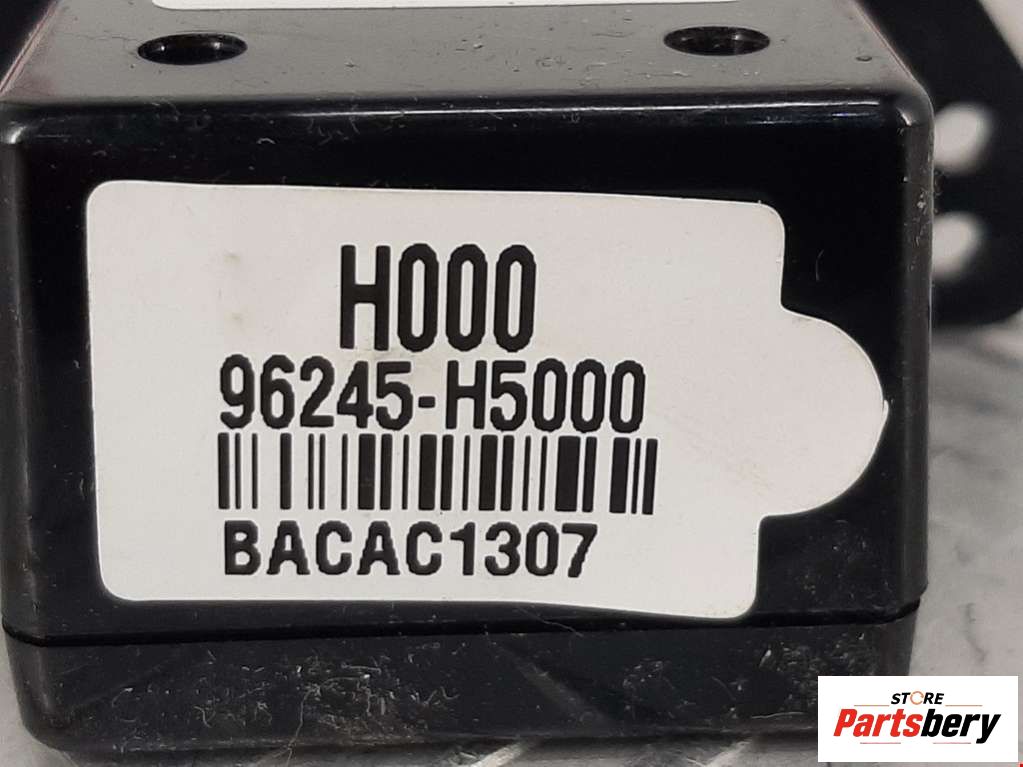 H000
96245-H5000
BACAC1307
STORE
Partsbery